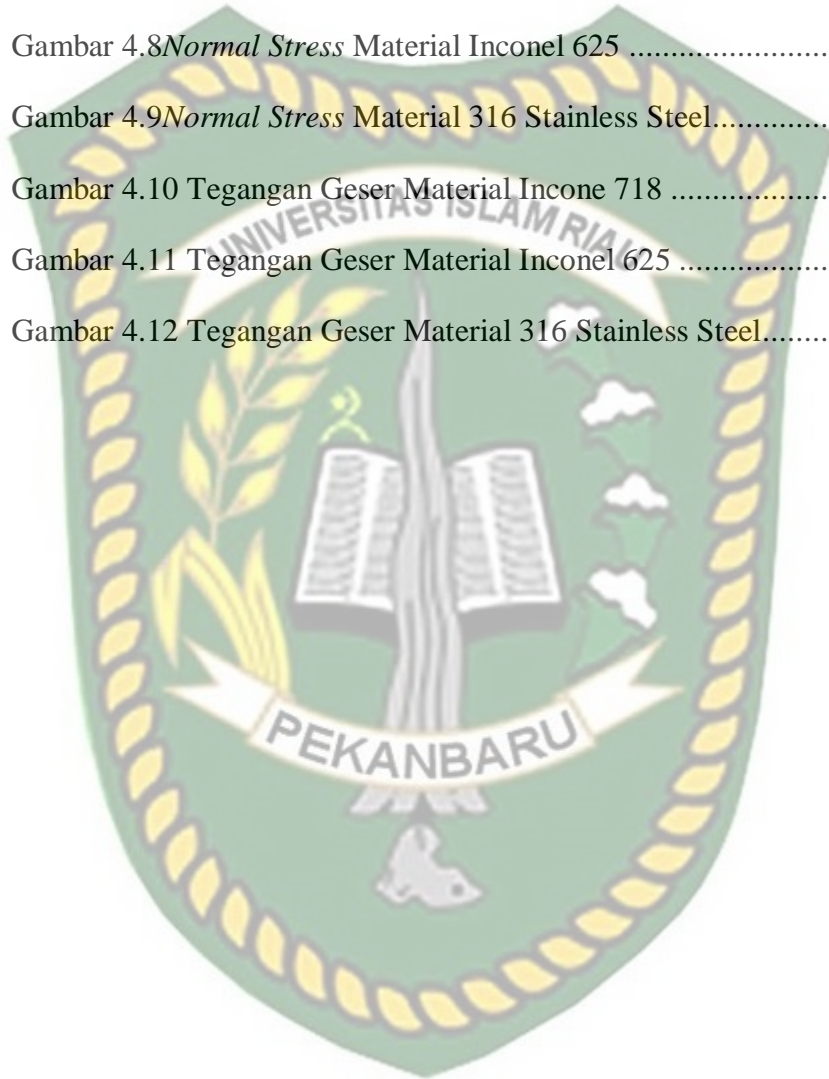 Gambar 4.8Normal Stress Material Inconel 625 ......................
Gambar 4.9Normal Stress Material 316 Stainless Steel.............
Gambar 4.10 Tegangan Geser Material Incone 718 .................
Gambar 4.11 Tegangan Geser Material Inconel 625 ................
Gambar 4.12 Tegangan Geser Material 316 Stainless Steel........
UNIVERSITAS ISLAM RIAU
PEKANBARU